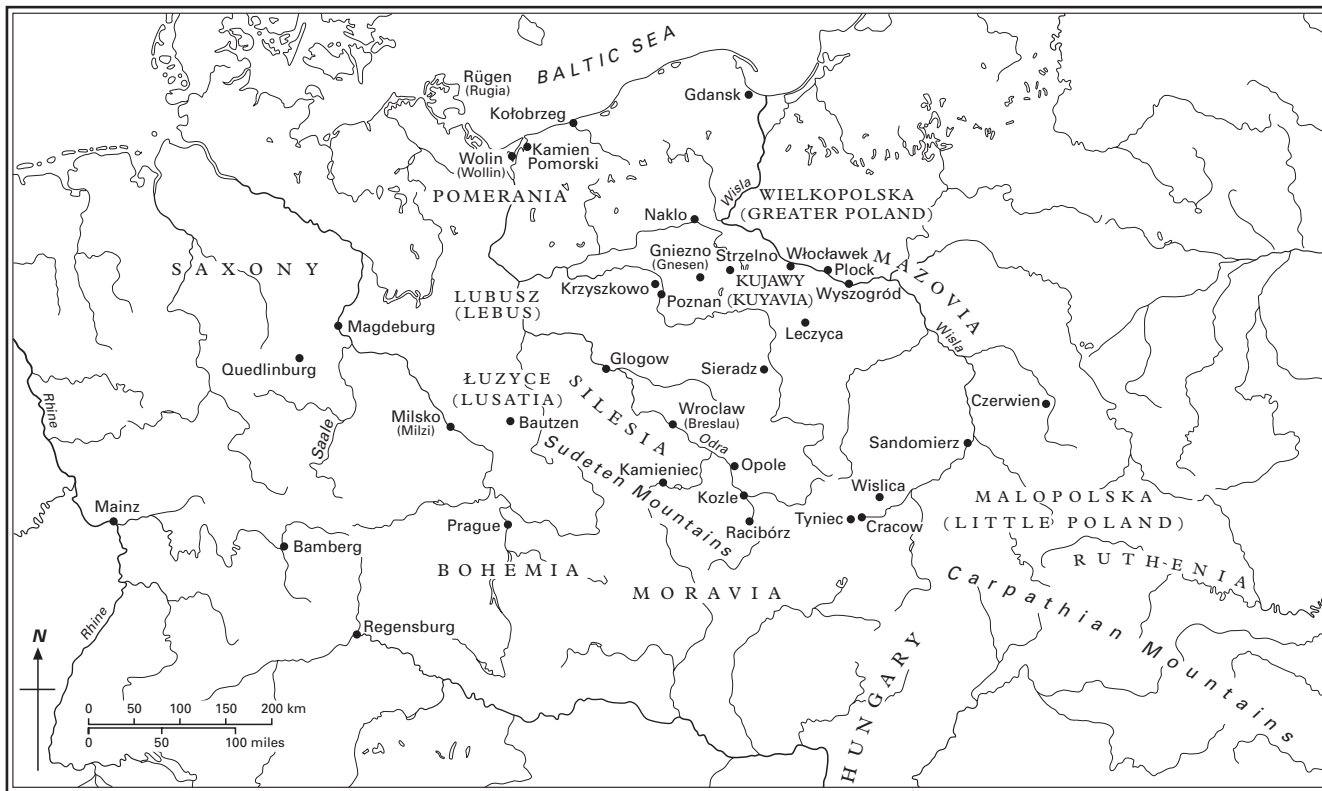 BALTIC SEA
Rügen
(Rugia)
Gdansk
Kołobrzeg
Kamien
Pomorski
Wolin
(Wollin)
POMERANIA
Wisla
WIELKOPOLSKA
(GREATER POLAND)
Naklo
Gniezno
(Gnesen)
Strzelno
Włocławek
Plock
MAZOVIA
SAXONY
Krzyszkowo
Poznan
KUJAWY
(KUYAVIA)
Wyszogród
LUBUSZ
(LEBUS)
Magdeburg
Leczyca
Wisla
Quedlinburg
Glogow
Sieradz
ŁUZYCE
(LUSATIA)
SILESIA
Czerwien
Rhine
Milsko
(Milzi)
Bautzen
Wroclaw
(Breslau)
Odra
Saale
Sandomierz
Sudeten Mountains
Kamieniec
Opole
Kozle
Wislica
Mainz
Prague
Racibórz
Tyniec
Cracow
MALOPOLSKA
(LITTLE POLAND)
Bamberg
BOHEMIA
MORAVIA
RUTHENIA
Carpathian Mountains
Rhine
Regensburg
HUNGARY
N
0 50 100 150 200 km
0 50 100 miles